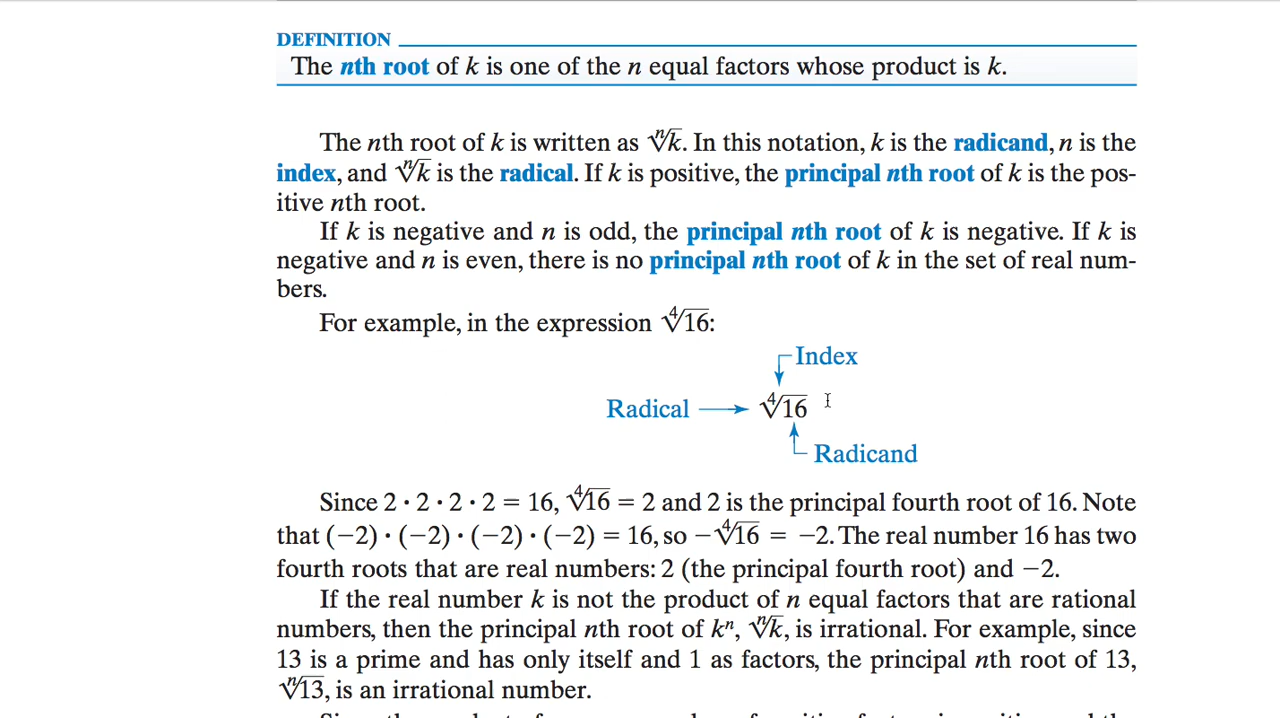 DEFINITION
The nth root of k is one of the n equal factors whose product is k.
The nth root of k is written as ⁿ√k. In this notation, k is the radicand, n is the
index, and ⁿ√k is the radical. If k is positive, the principal nth root of k is the pos-
itive nth root.
If k is negative and n is odd, the principal nth root of k is negative. If k is
negative and n is even, there is no principal nth root of k in the set of real num-
bers.
For example, in the expression ⁴√16:
Index
Radical ⁴√16
Radicand
Since 2 · 2 · 2 · 2 = 16, ⁴√16 = 2 and 2 is the principal fourth root of 16. Note
that (−2) · (−2) · (−2) · (−2) = 16, so −⁴√16 = −2. The real number 16 has two
fourth roots that are real numbers: 2 (the principal fourth root) and −2.
If the real number k is not the product of n equal factors that are rational
numbers, then the principal nth root of kⁿ, ⁿ√k, is irrational. For example, since
13 is a prime and has only itself and 1 as factors, the principal nth root of 13,
ⁿ√13, is an irrational number.